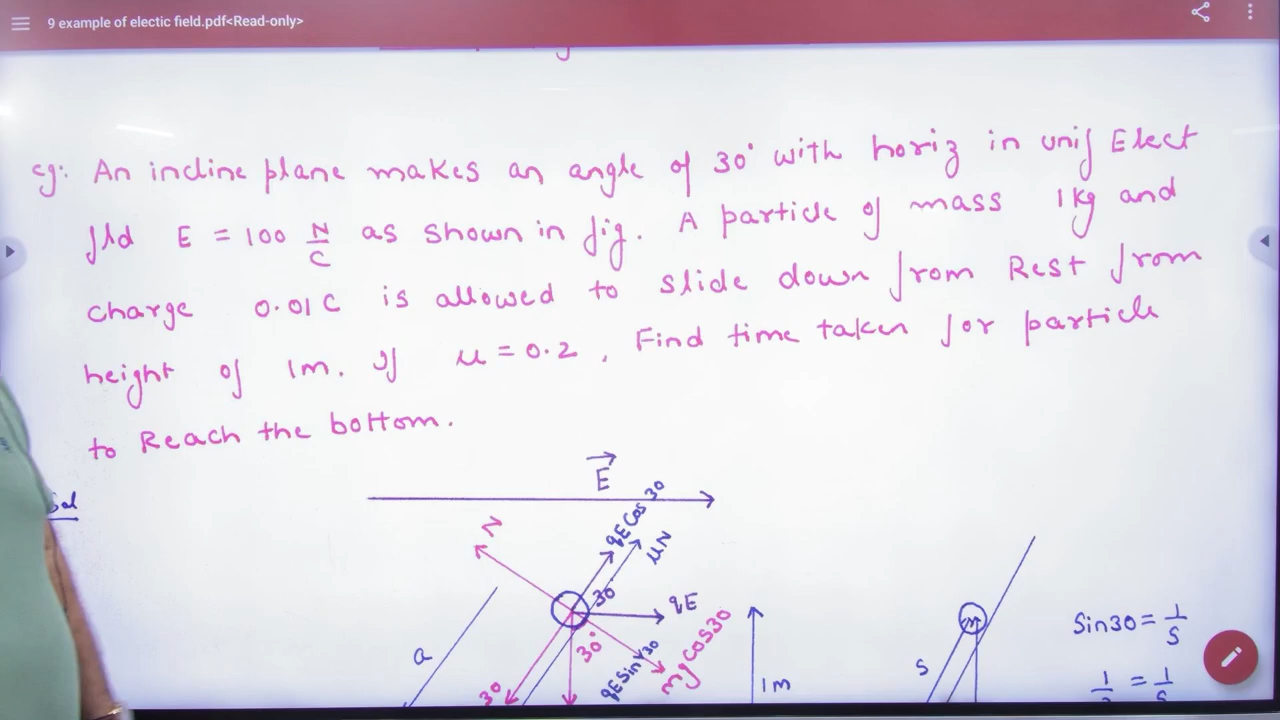 9 example of electic field.pdf<Read-only>
eg: An incline plane makes an angle of 30° with horiz in unif Elect
fld E = 100 N/C as shown in fig. A particle of mass 1kg and
charge 0.01C is allowed to slide down from Rest from
height of 1m. If μ = 0.2, Find time taken for particle
to Reach the bottom.
Sol
E
N
qE Cos 30
μN
30
qE
30°
qE Sin 30
mg Cos30
a
30
1m
S
Sin30 = 1/S